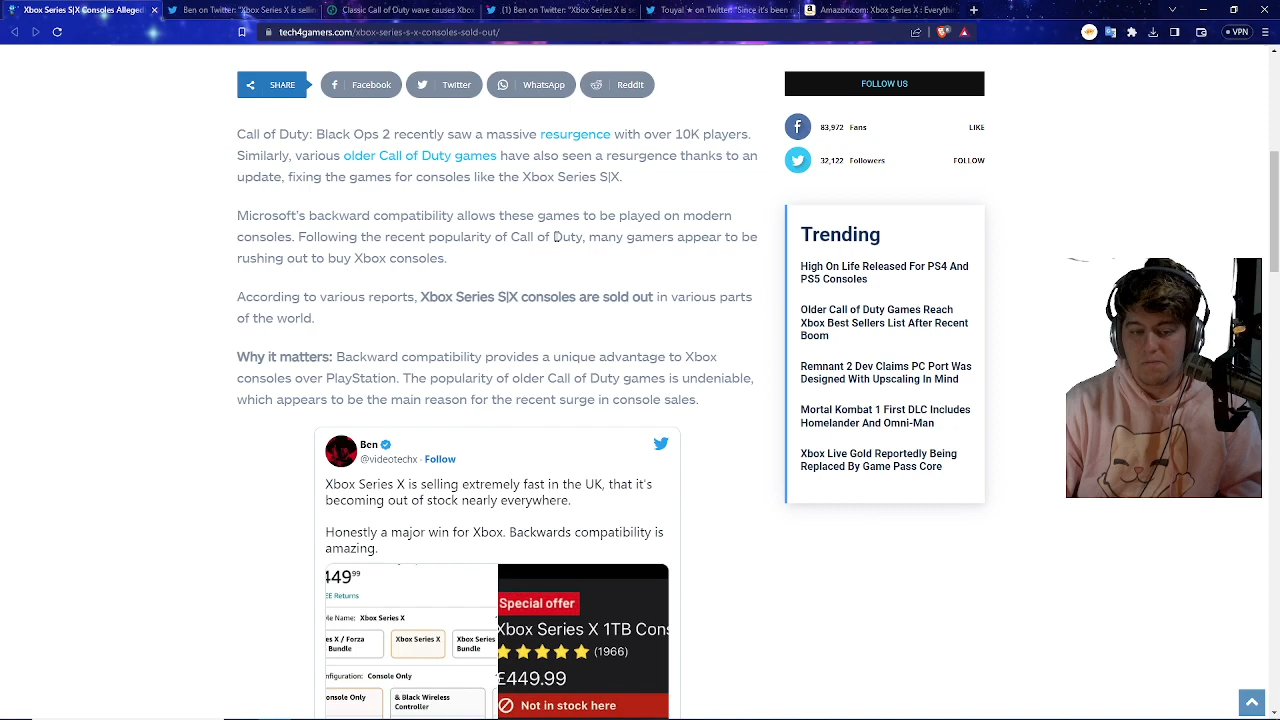 Xbox Series S|X Consoles Alleged
Ben on Twitter: "Xbox Series X is sellin
Older Call of Duty games have resurge
(1) Ben on Twitter: "Xbox Series X is s
Tougal ★ on Twitter: "Since it's been n
Amazon.com: Xbox Series X : Everythi
tech4gamers.com/xbox-series-s-x-consoles-sold-out/
VPN
SHARE
Facebook
Twitter
WhatsApp
Reddit
Call of Duty: Black Ops 2 recently saw a massive resurgence with over 10K players.
Similarly, various older Call of Duty games have also seen a resurgence thanks to an
update, fixing the games for consoles like the Xbox Series S|X.
Microsoft's backward compatibility allows these games to be played on modern
consoles. Following the recent popularity of Call of Duty, many gamers appear to be
rushing out to buy Xbox consoles.
According to various reports, Xbox Series S|X consoles are sold out in various parts
of the world.
Why it matters: Backward compatibility provides a unique advantage to Xbox
consoles over PlayStation. The popularity of older Call of Duty games is undeniable,
which appears to be the main reason for the recent surge in console sales.
Ben
@videotechx · Follow
Xbox Series X is selling extremely fast in the UK, that it's
becoming out of stock nearly everywhere.
Honestly a major win for Xbox. Backwards compatibility is
amazing.
449⁹⁹
EE Returns
le Name: Xbox Series X
es X / Forza
Bundle
Xbox Series X
Xbox Series
Bundle
nfiguration: Console Only
onsole Only
& Black Wireless
Controller
Special offer
Xbox Series X 1TB Cons
(1966)
£449.99
Not in stock here
FOLLOW US
83,972 Fans
LIKE
32,122 Followers
FOLLOW
Trending
High On Life Released For PS4 And
PS5 Consoles
Older Call of Duty Games Reach
Xbox Best Sellers List After Recent
Boom
Remnant 2 Dev Claims PC Port Was
Designed With Upscaling In Mind
Mortal Kombat 1 First DLC Includes
Homelander And Omni-Man
Xbox Live Gold Reportedly Being
Replaced By Game Pass Core